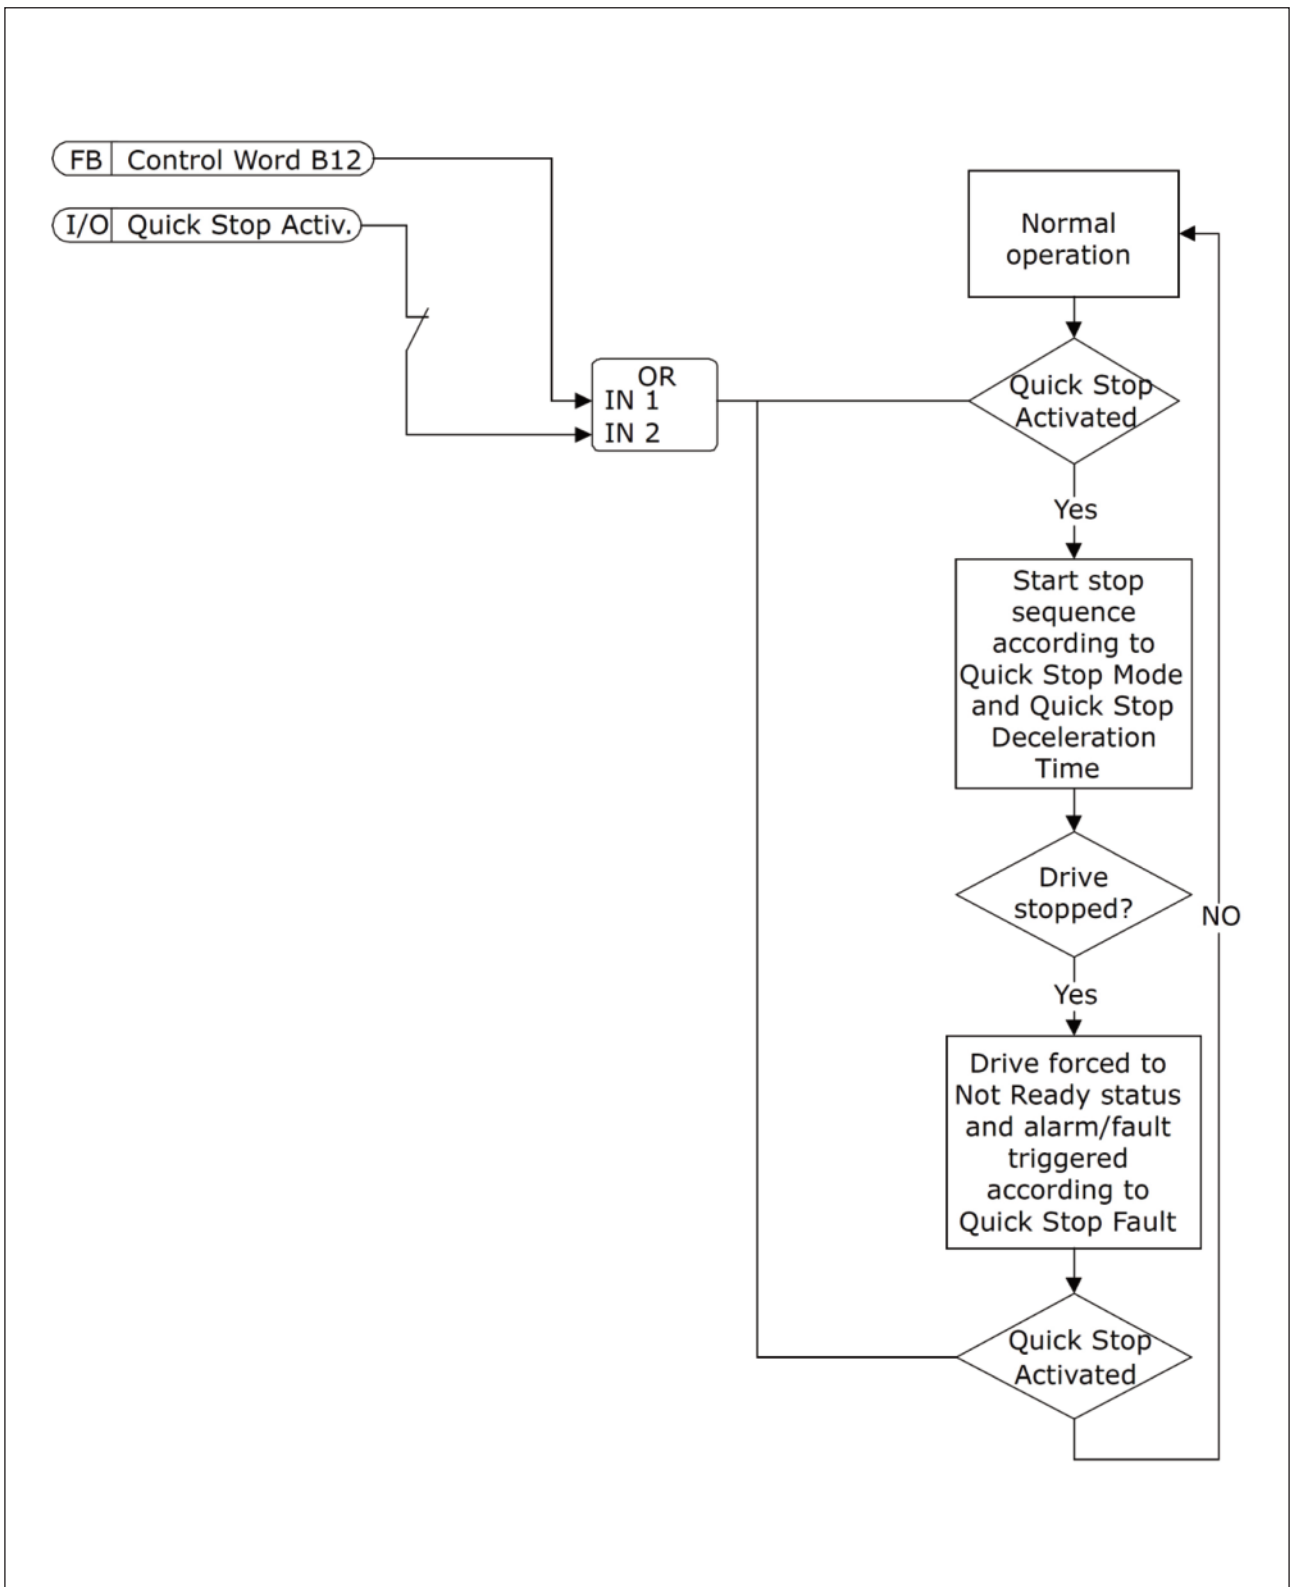 FB Control Word B12
I/O Quick Stop Activ.
OR
IN 1
IN 2
Normal
operation
Quick Stop
Activated
Yes
Start stop
sequence
according to
Quick Stop Mode
and Quick Stop
Deceleration
Time
Drive
stopped?
NO
Yes
Drive forced to
Not Ready status
and alarm/fault
triggered
according to
Quick Stop Fault
Quick Stop
Activated